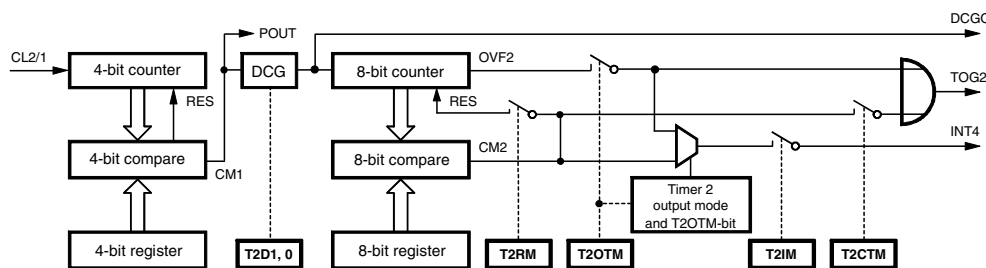 DCGO
POUT
CL2/1
4-bit counter
DCG
8-bit counter
OVF2
RES
RES
TOG2
INT4
4-bit compare
CM1
8-bit compare
CM2
Timer 2
output mode
and T2OTM-bit
4-bit register
T2D1, 0
8-bit register
T2RM
T2OTM
T2IM
T2CTM